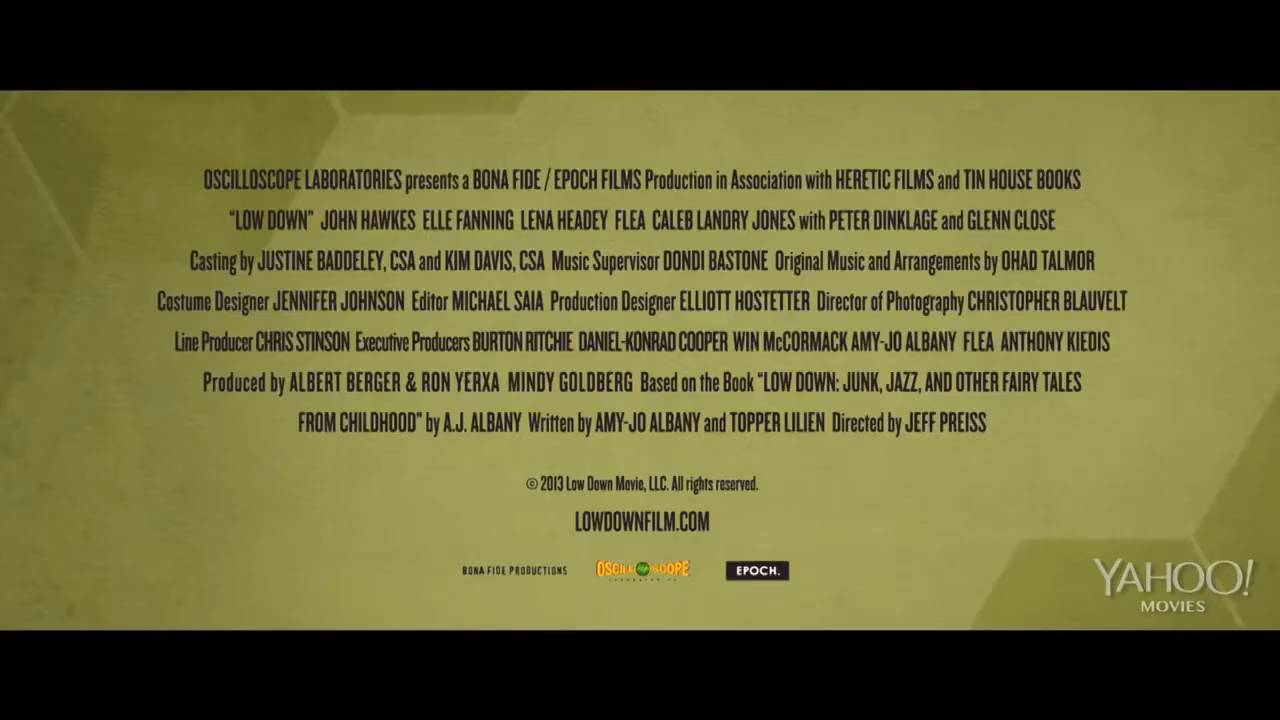 OSCILLOSCOPE LABORATORIES presents a BONA FIDE / EPOCH FILMS Production in Association with HERETIC FILMS and TIN HOUSE BOOKS
"LOW DOWN" JOHN HAWKES ELLE FANNING LENA HEADEY FLEA CALEB LANDRY JONES with PETER DINKLAGE and GLENN CLOSE
Casting by JUSTINE BADDELEY, CSA and KIM DAVIS, CSA Music Supervisor DONDI BASTONE Original Music and Arrangements by OHAD TALMOR
Costume Designer JENNIFER JOHNSON Editor MICHAEL SAIA Production Designer ELLIOTT HOSTETTER Director of Photography CHRISTOPHER BLAUVELT
Line Producer CHRIS STINSON Executive Producers BURTON RITCHIE DANIEL-KONRAD COOPER WIN McCORMACK AMY-JO ALBANY FLEA ANTHONY KIEDIS
Produced by ALBERT BERGER & RON YERXA MINDY GOLDBERG Based on the Book "LOW DOWN: JUNK, JAZZ, AND OTHER FAIRY TALES
FROM CHILDHOOD" by A.J. ALBANY Written by AMY-JO ALBANY and TOPPER LILIEN Directed by JEFF PREISS
© 2013 Low Down Movie, LLC. All rights reserved.
LOWDOWNFILM.COM
BONA FIDE PRODUCTIONS OSCILLOSCOPE LABORATORIES EPOCH.
YAHOO!
MOVIES